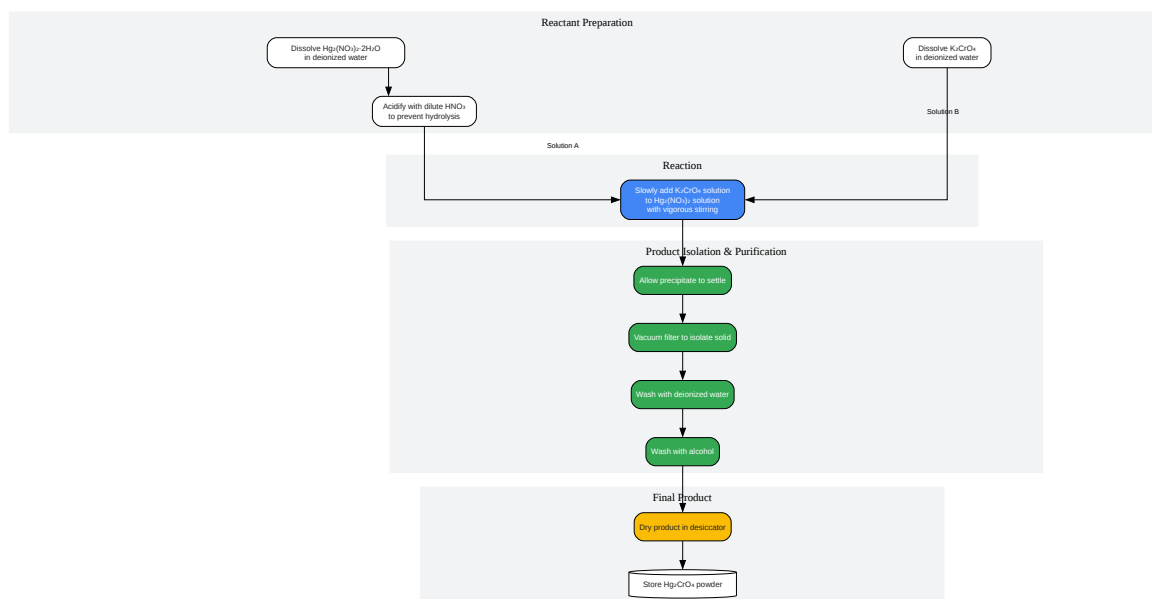 Reactant Preparation
Dissolve Hg₂(NO₃)₂·2H₂O
in deionized water
Dissolve K₂CrO₄
in deionized water
Acidify with dilute HNO₃
to prevent hydrolysis
Solution B
Solution A
Reaction
Slowly add K₂CrO₄ solution
to Hg₂(NO₃)₂ solution
with vigorous stirring
Product Isolation & Purification
Allow precipitate to settle
Vacuum filter to isolate solid
Wash with deionized water
Wash with alcohol
Final Product
Dry product in desiccator
Store Hg₂CrO₄ powder